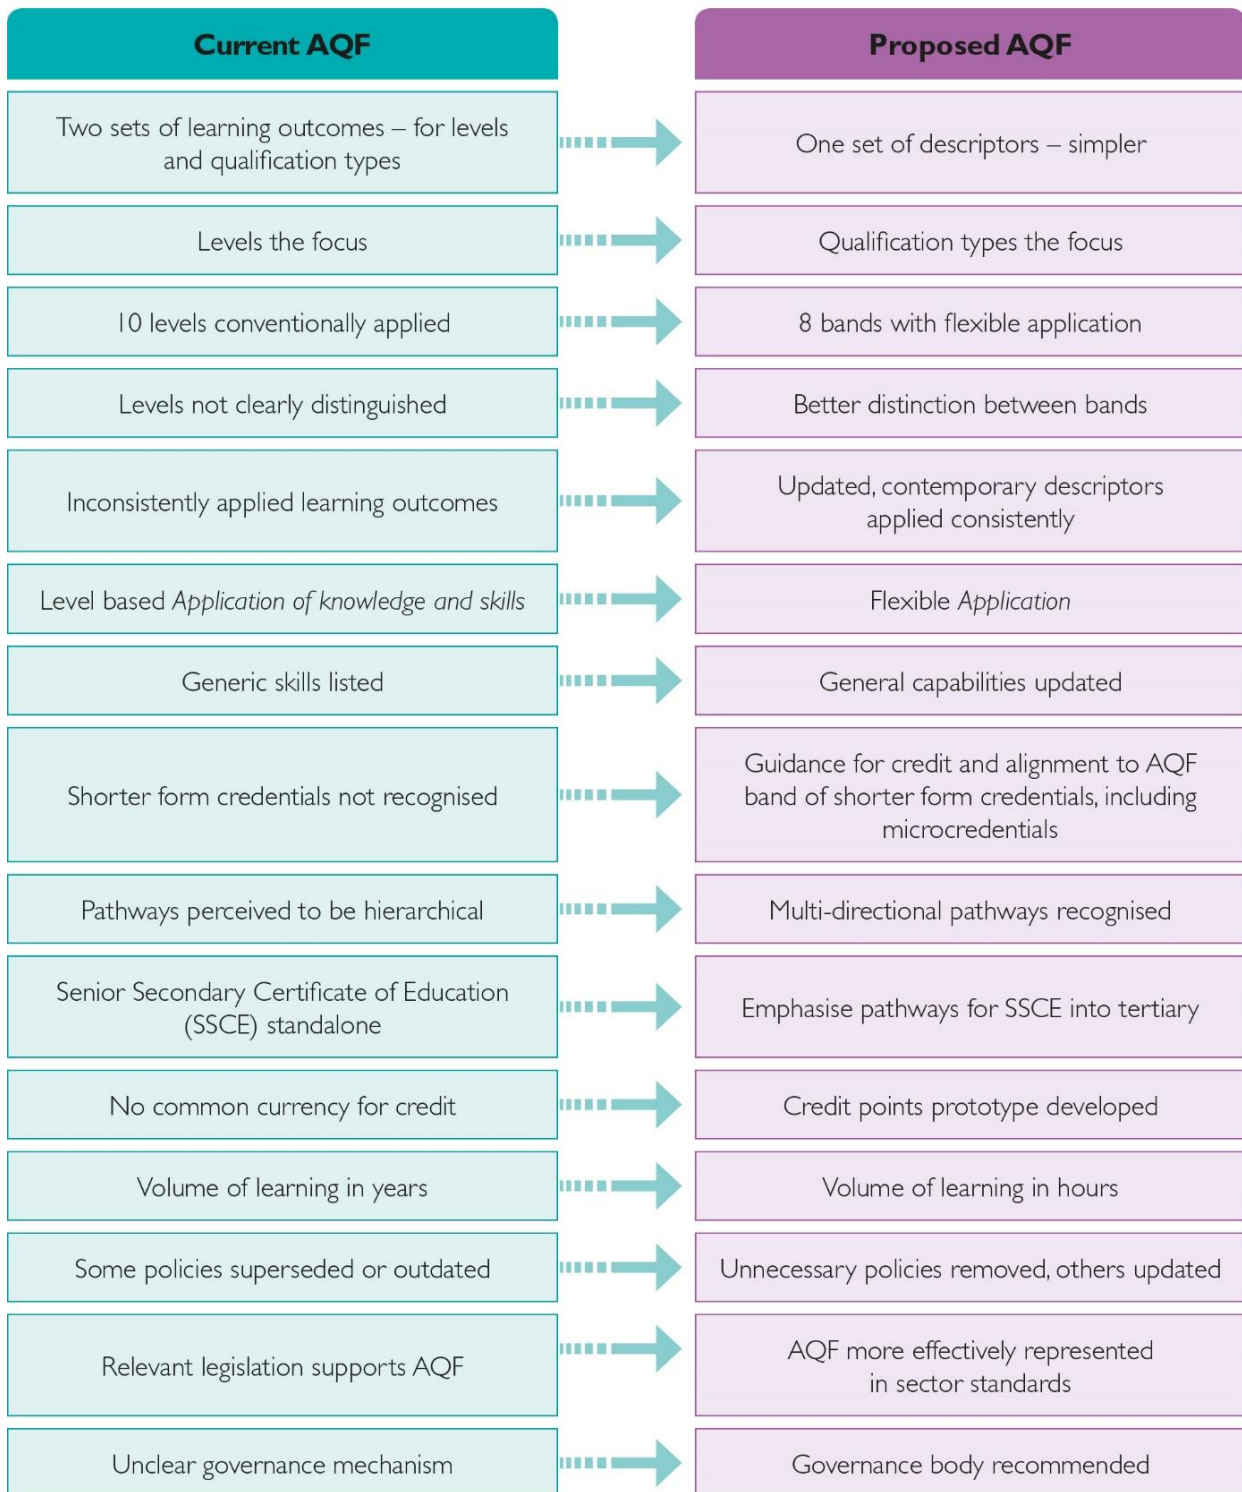 Current AQF
Proposed AQF
Two sets of learning outcomes – for levels
and qualification types
One set of descriptors – simpler
Levels the focus
Qualification types the focus
10 levels conventionally applied
8 bands with flexible application
Levels not clearly distinguished
Better distinction between bands
Inconsistently applied learning outcomes
Updated, contemporary descriptors
applied consistently
Level based Application of knowledge and skills
Flexible Application
Generic skills listed
General capabilities updated
Shorter form credentials not recognised
Guidance for credit and alignment to AQF
band of shorter form credentials, including
microcredentials
Pathways perceived to be hierarchical
Multi-directional pathways recognised
Senior Secondary Certificate of Education
(SSCE) standalone
Emphasise pathways for SSCE into tertiary
No common currency for credit
Credit points prototype developed
Volume of learning in years
Volume of learning in hours
Some policies superseded or outdated
Unnecessary policies removed, others updated
Relevant legislation supports AQF
AQF more effectively represented
in sector standards
Unclear governance mechanism
Governance body recommended